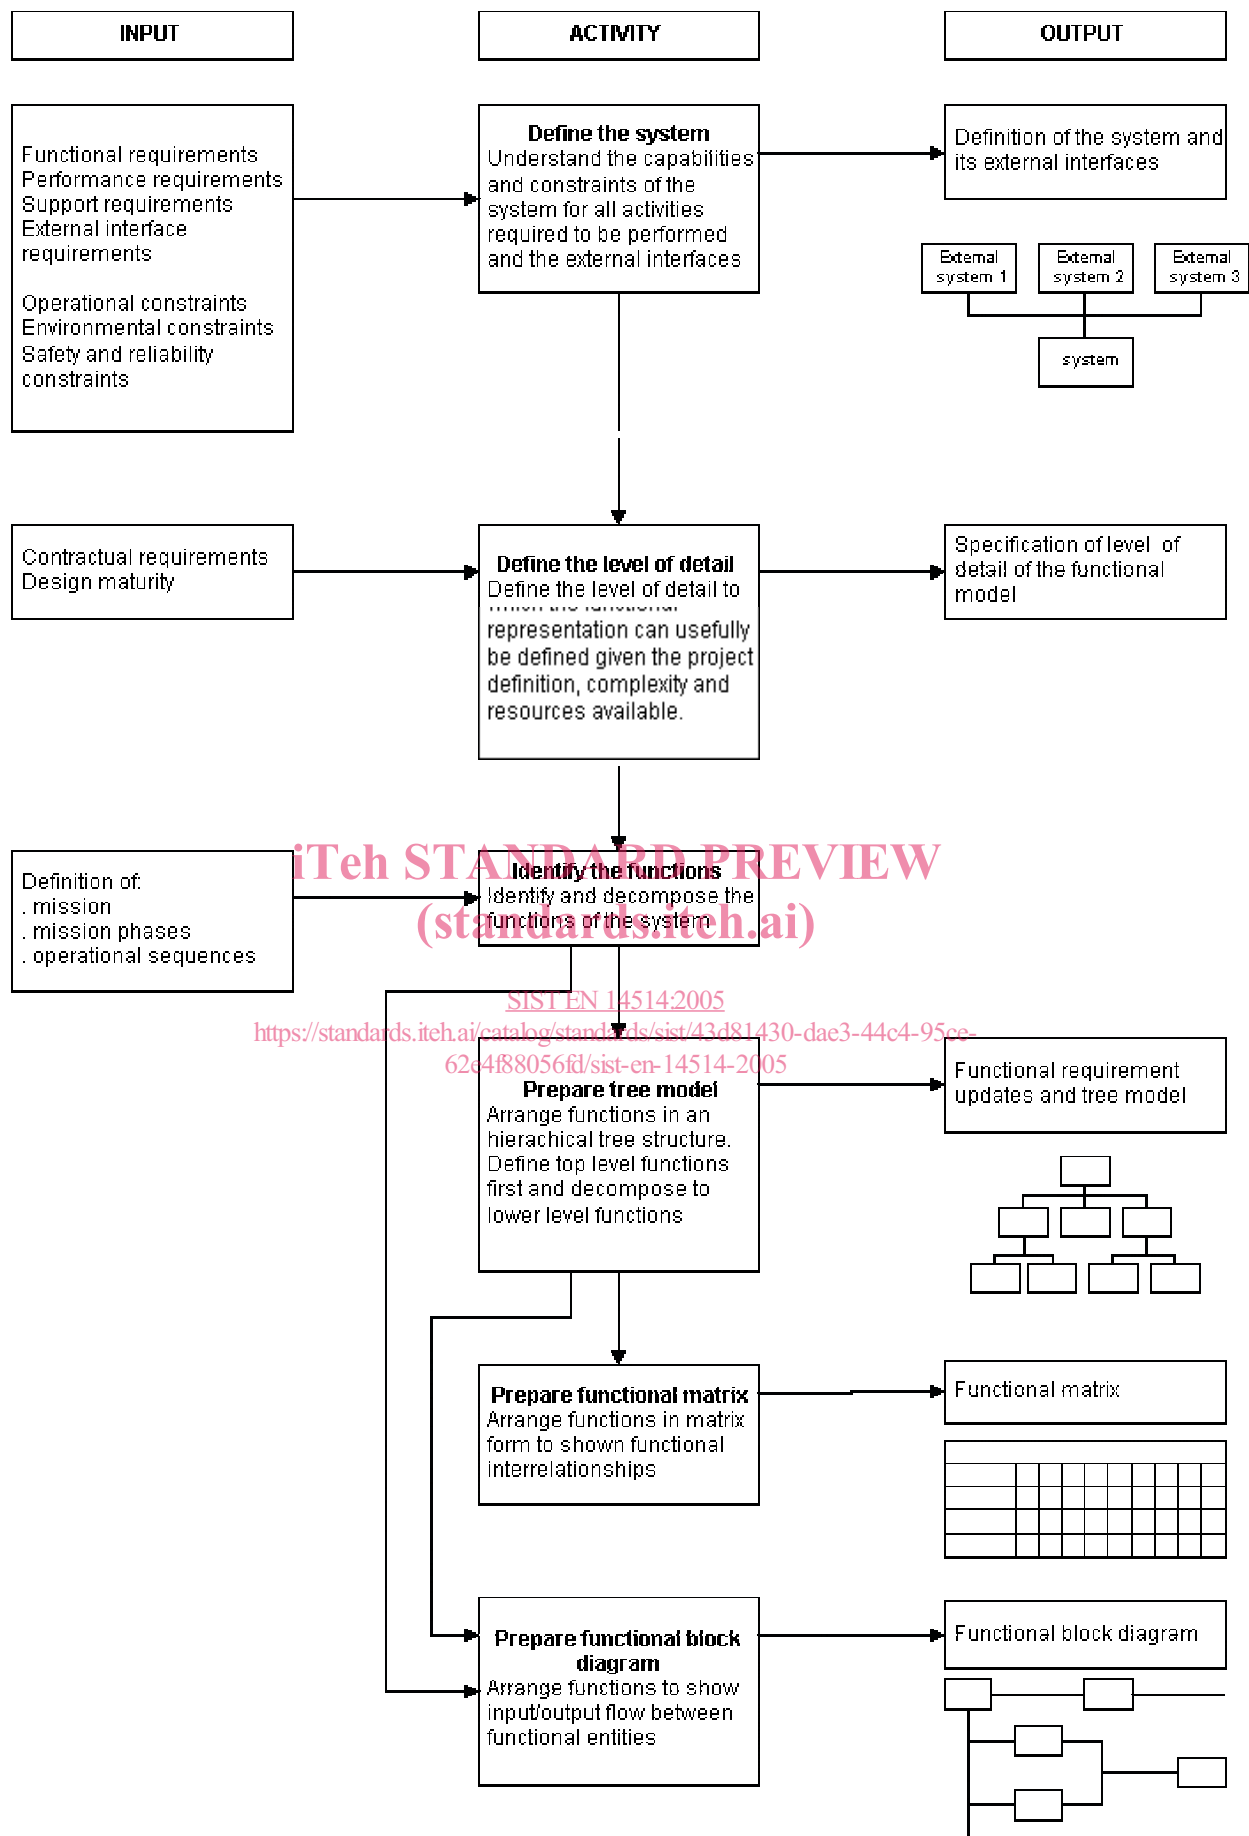 INPUT
ACTIVITY
OUTPUT
Functional requirements
Performance requirements
Support requirements
External interface
requirements
Operational constraints
Environmental constraints
Safety and reliability
constraints
Define the system
Understand the capabilities
and constraints of the
system for all activities
required to be performed
and the external interfaces
Definition of the system and
its external interfaces
External
system 1
External
system 2
External
system 3
system
Contractual requirements
Design maturity
Define the level of detail
Define the level of detail to
which the functional
representation can usefully
be defined given the project
definition, complexity and
resources available.
Specification of level of
detail of the functional
model
iTeh STANDARD PREVIEW
(standards.iteh.ai)
Definition of:
. mission
. mission phases
. operational sequences
Identify the functions
Identify and decompose the
functions of the system
SIST EN 14514:2005
https://standards.iteh.ai/catalog/standards/sist/43d81430-dae3-44c4-95ce-
62e4f88056fd/sist-en-14514-2005
Prepare tree model
Arrange functions in an
hierachical tree structure.
Define top level functions
first and decompose to
lower level functions
Functional requirement
updates and tree model
Prepare functional matrix
Arrange functions in matrix
form to shown functional
interrelationships
Functional matrix
Prepare functional block
diagram
Arrange functions to show
input/output flow between
functional entities
Functional block diagram